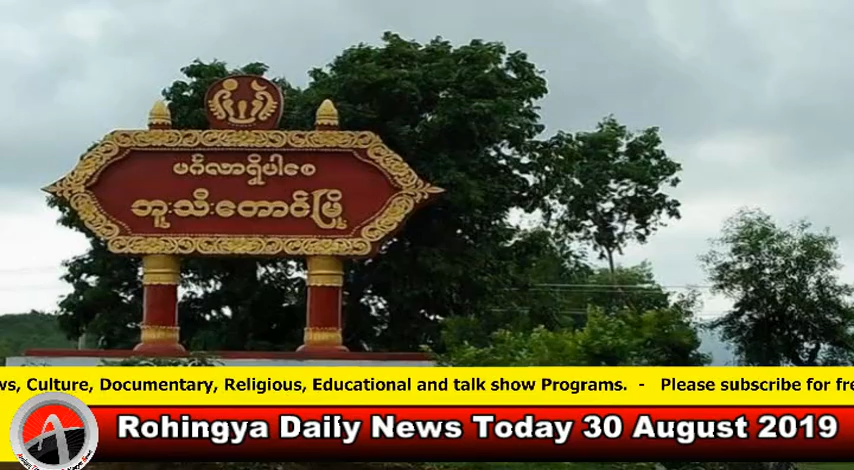 မင်္ဂလာရှိပါစေ
ဘူးသီးတောင်မြို့
ws, Culture, Documentary, Religious, Educational and talk show Programs. - Please subscribe for fre
Rohingya Daily News Today 30 August 2019